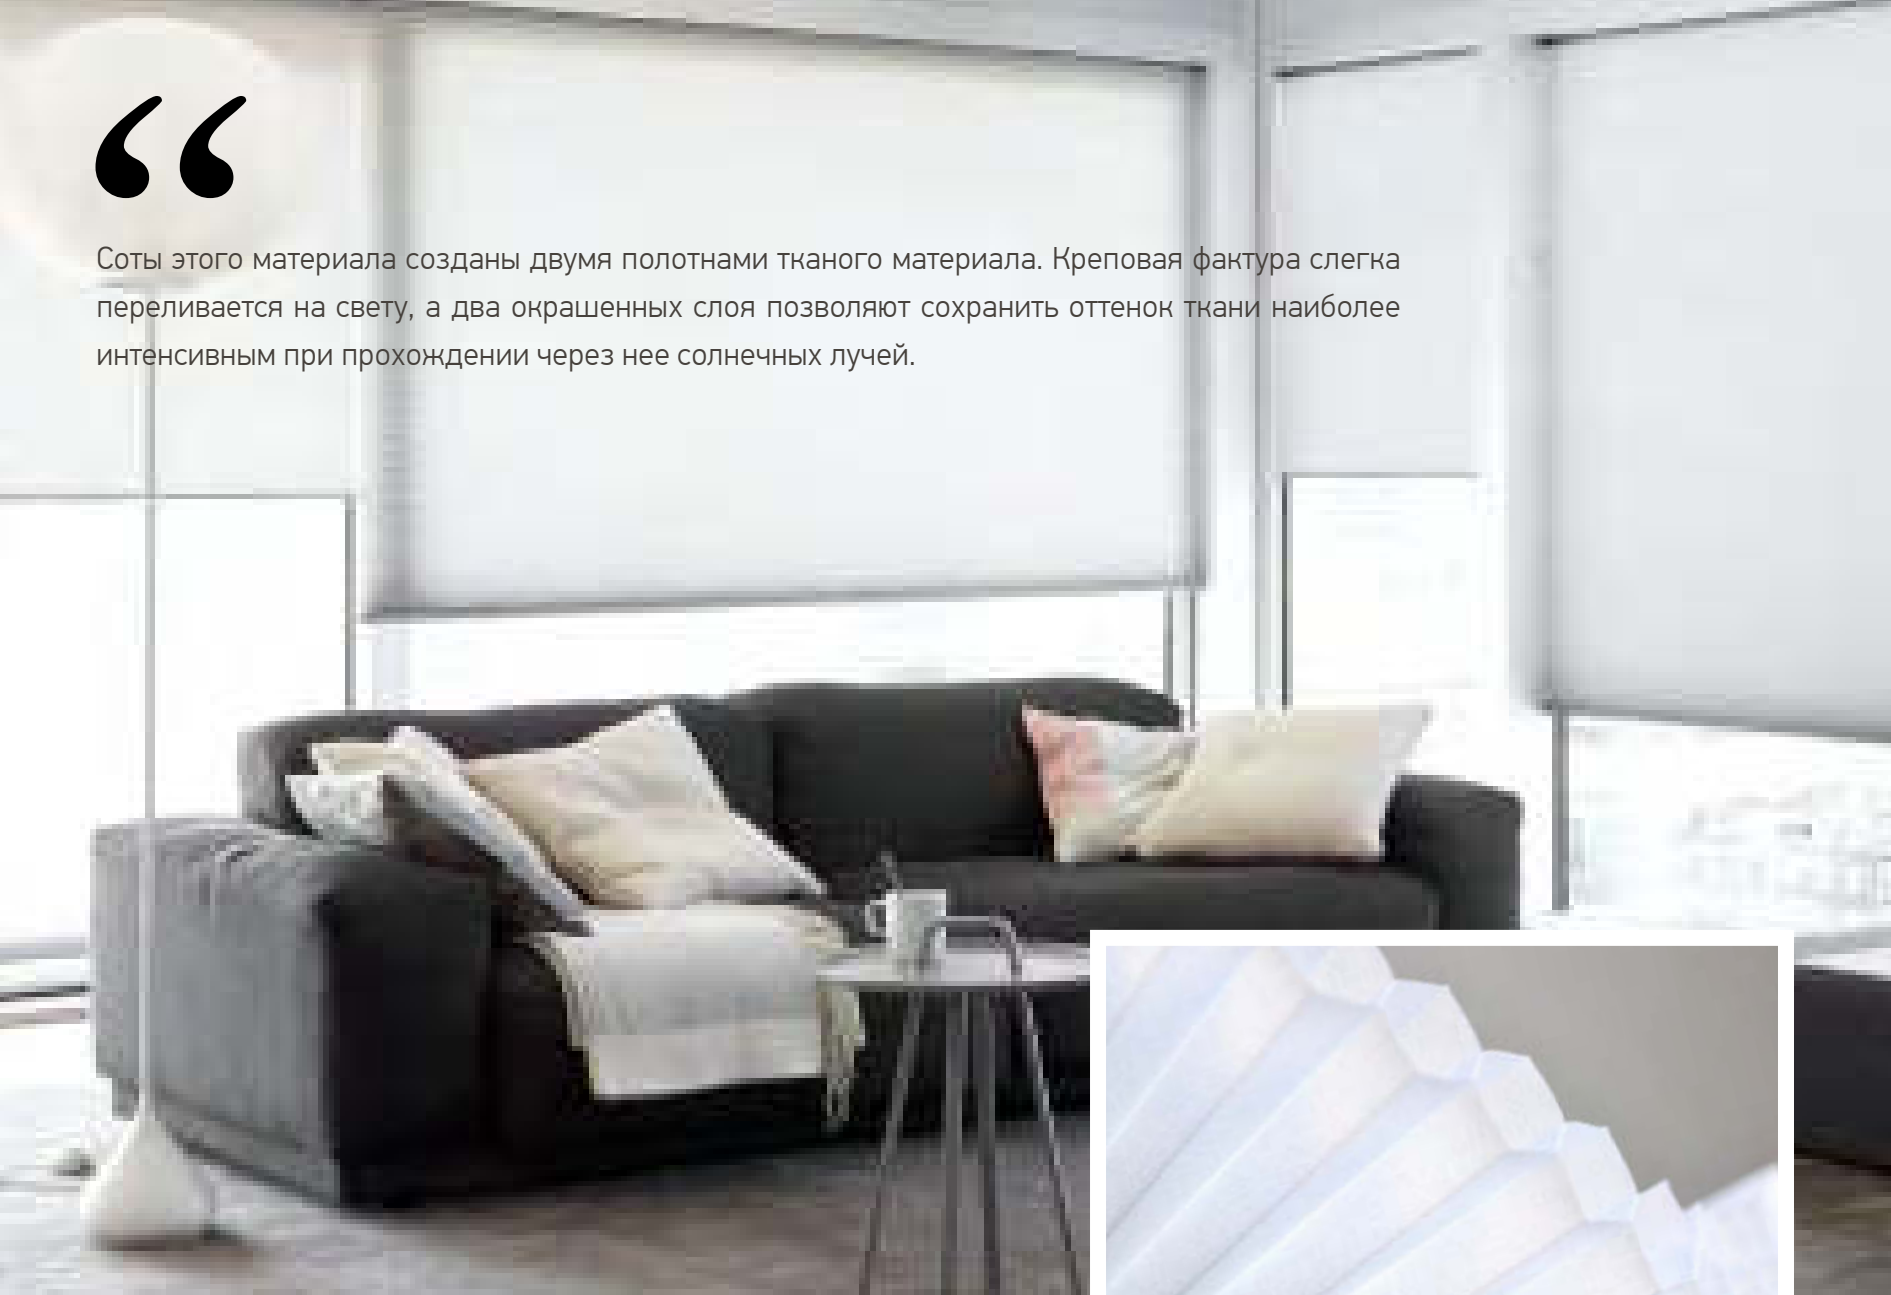 “
Соты этого материала созданы двумя полотнами тканого материала. Креповая фактура слегка
переливается на свету, а два окрашенных слоя позволяют сохранить оттенок ткани наиболее
интенсивным при прохождении через нее солнечных лучей.